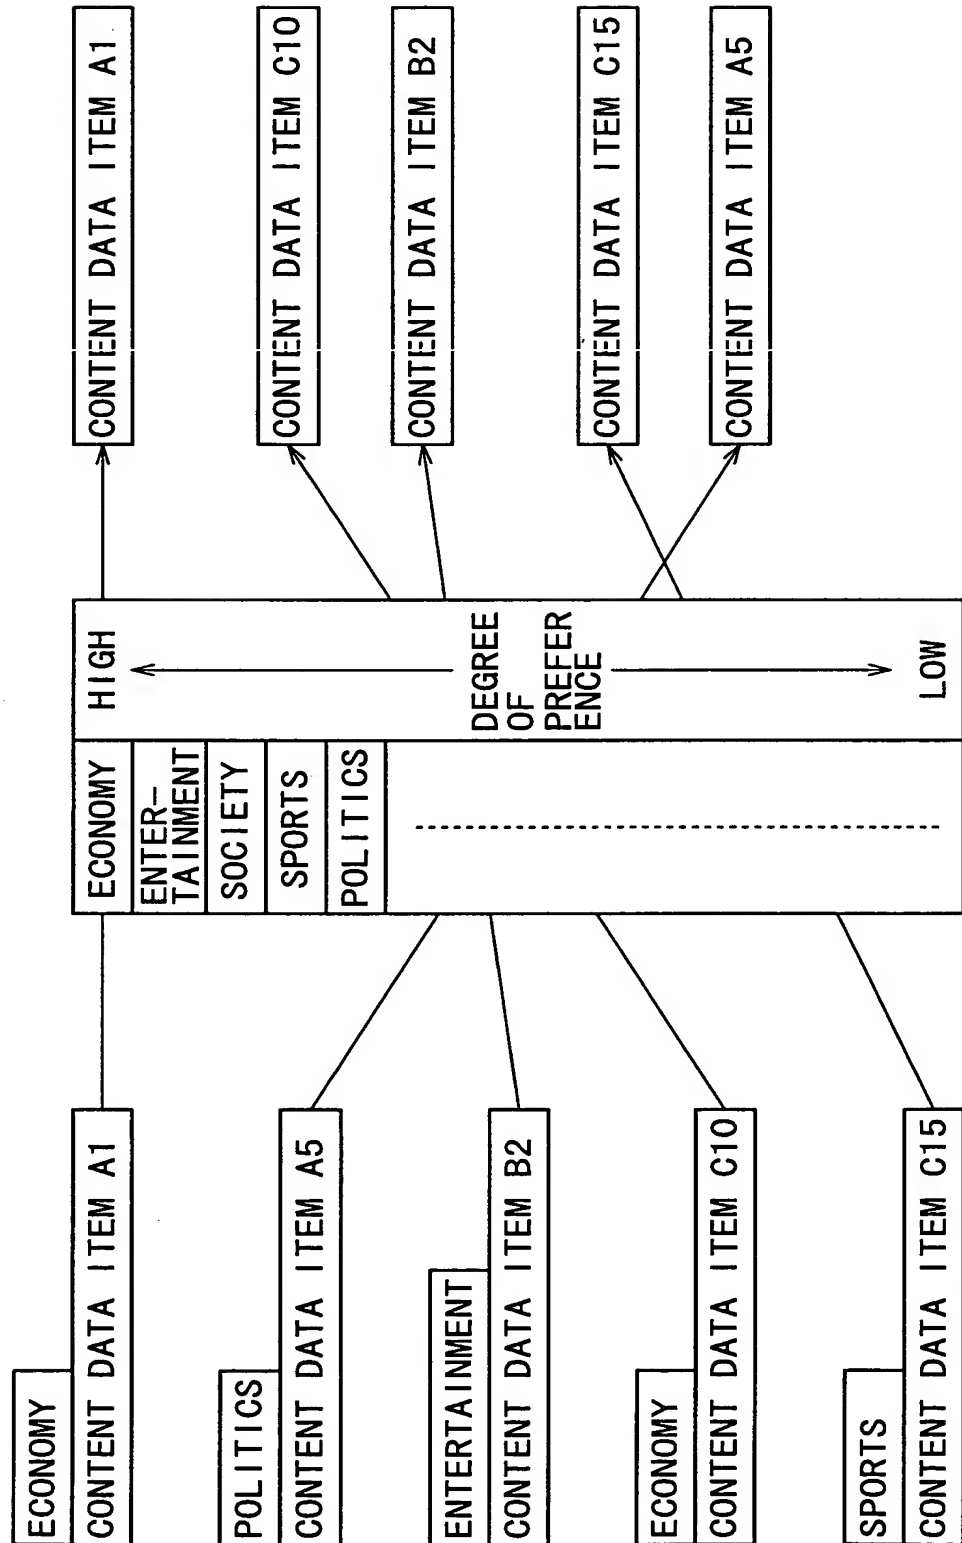 ECONOMY
CONTENT DATA ITEM A1
POLITICS
CONTENT DATA ITEM A5
ENTERTAINMENT
CONTENT DATA ITEM B2
ECONOMY
CONTENT DATA ITEM C10
SPORTS
CONTENT DATA ITEM C15
ECONOMY
ENTER-
TAINMENT
SOCIETY
SPORTS
POLITICS
HIGH
DEGREE
OF
PREFER
ENCE
LOW
CONTENT DATA ITEM A1
CONTENT DATA ITEM C10
CONTENT DATA ITEM B2
CONTENT DATA ITEM C15
CONTENT DATA ITEM A5